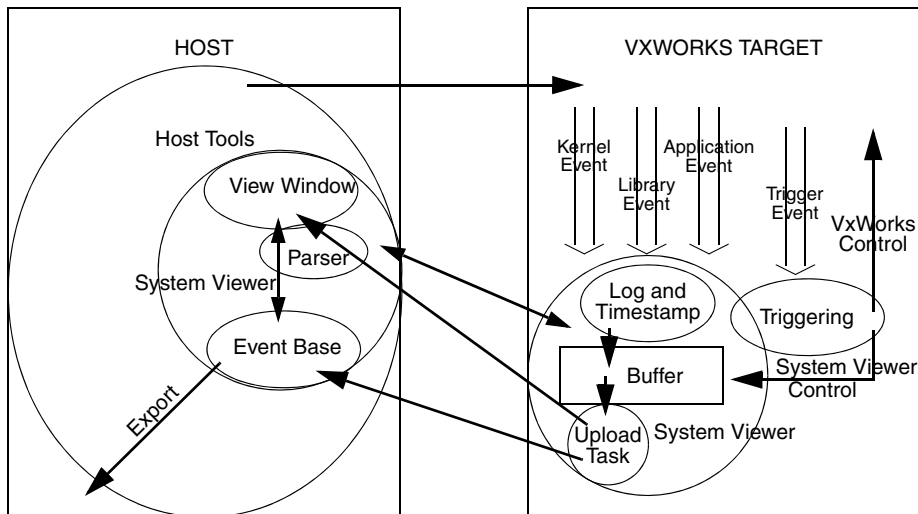 HOST
Host Tools
View Window
Parser
System Viewer
Event Base
Export
VXWORKS TARGET
Kernel
Event
Library
Event
Application
Event
Trigger
Event
VxWorks
Control
Log and
Timestamp
Triggering
Buffer
System Viewer
Control
Upload
Task
System Viewer